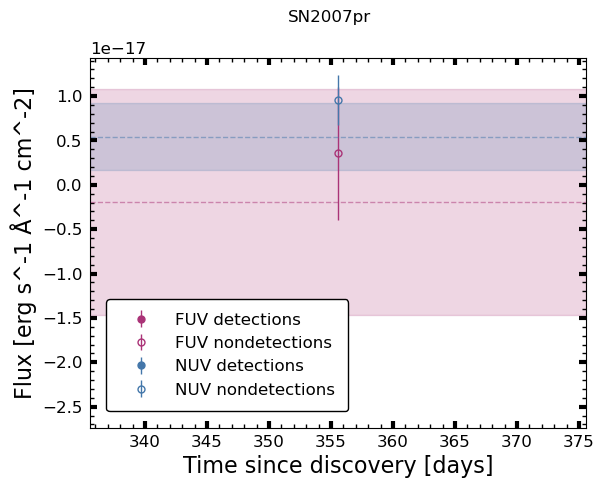 SN2007pr
1e−17
1.0
0.5
0.0
−0.5
−1.0
−1.5
−2.0
−2.5
Flux [erg s^-1 Å^-1 cm^-2]
FUV detections
FUV nondetections
NUV detections
NUV nondetections
340 345 350 355 360 365 370 375
Time since discovery [days]